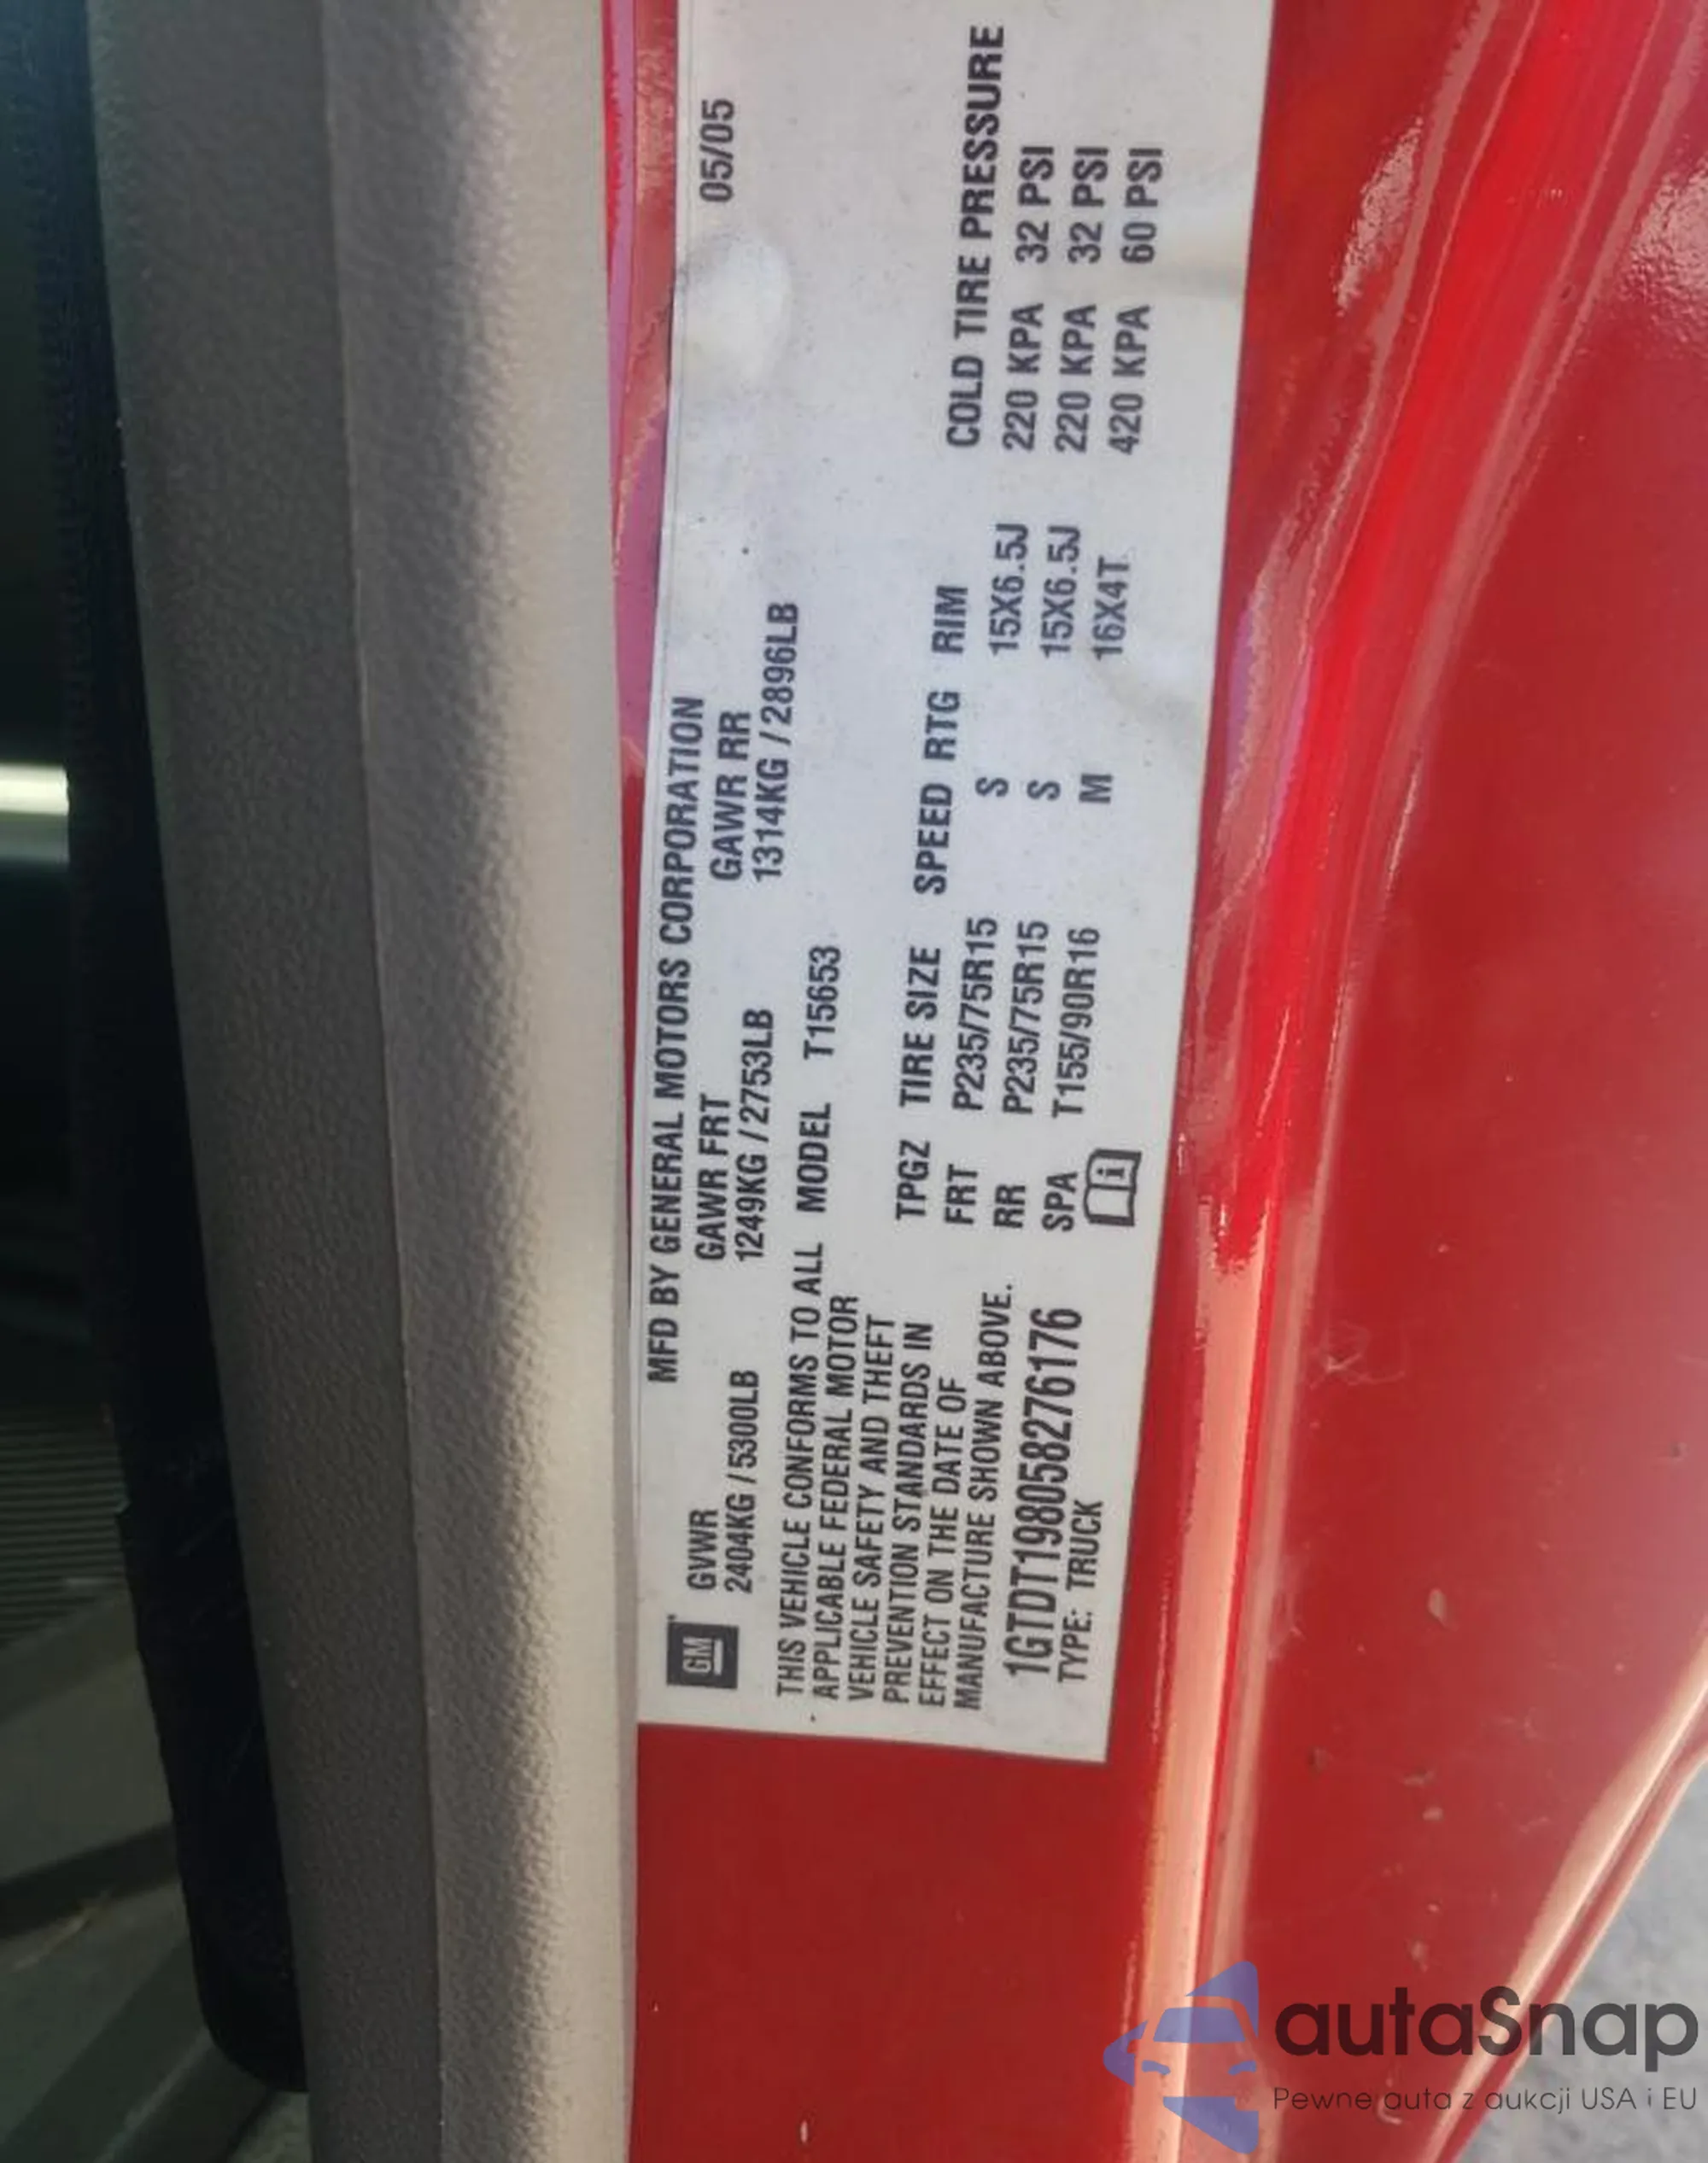 MFD BY GENERAL MOTORS CORPORATION 05/05
GM GVWR GAWR FRT GAWR RR
2404KG / 5300LB 1249KG / 2753LB 1314KG / 2896LB
THIS VEHICLE CONFORMS TO ALL MODEL T15653
APPLICABLE FEDERAL MOTOR
VEHICLE SAFETY AND THEFT
PREVENTION STANDARDS IN
EFFECT ON THE DATE OF
MANUFACTURE SHOWN ABOVE.
1GTDT198058276176
TYPE: TRUCK
TPGZ TIRE SIZE SPEED RTG RIM COLD TIRE PRESSURE
FRT P235/75R15 S 15X6.5J 220 KPA 32 PSI
RR P235/75R15 S 15X6.5J 220 KPA 32 PSI
SPA T155/90R16 M 16X4T 420 KPA 60 PSI
autaSnap
Pewne auta z aukcji USA i EU